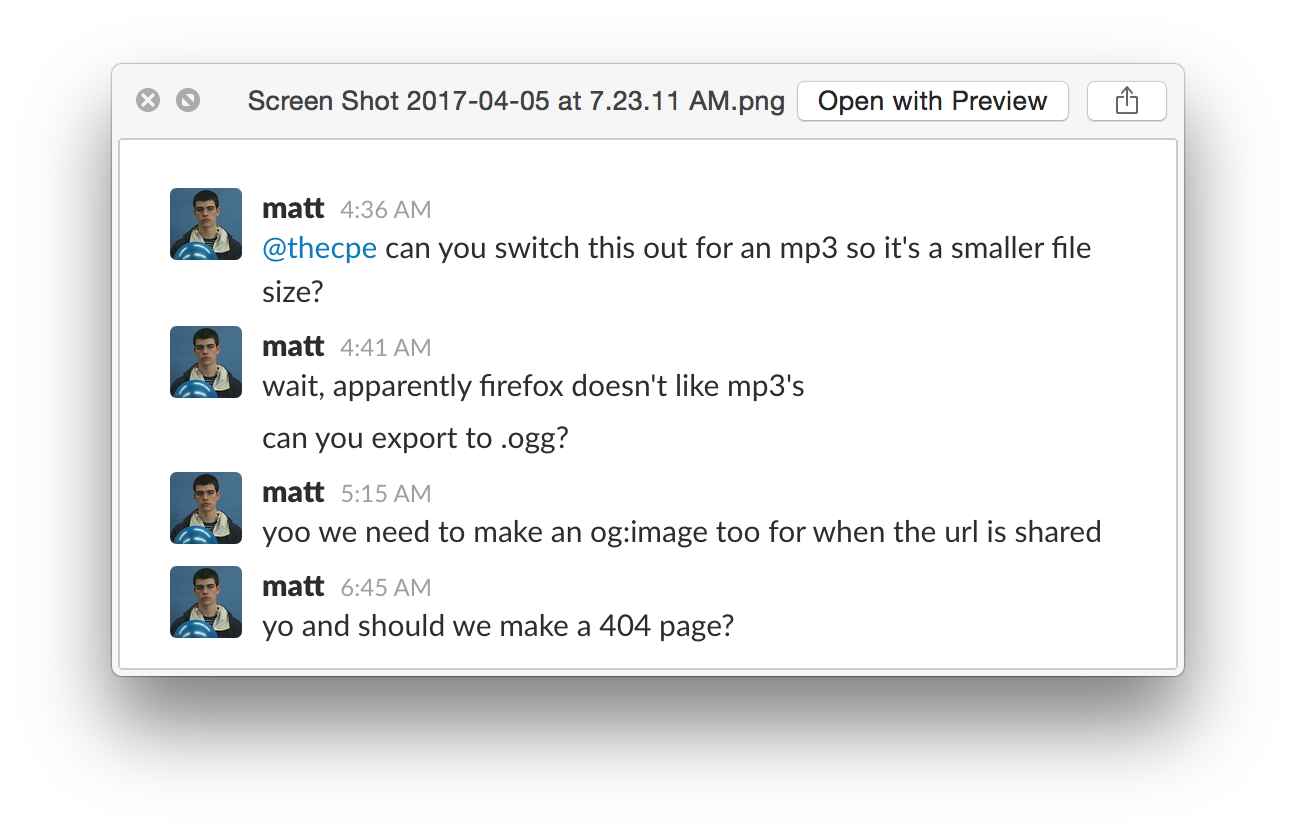 Screen Shot 2017-04-05 at 7.23.11 AM.png Open with Preview
matt 4:36 AM
@thecpe can you switch this out for an mp3 so it's a smaller file
size?
matt 4:41 AM
wait, apparently firefox doesn't like mp3's
can you export to .ogg?
matt 5:15 AM
yoo we need to make an og:image too for when the url is shared
matt 6:45 AM
yo and should we make a 404 page?